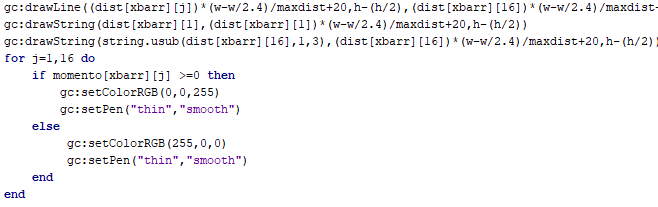 gc:drawLine((dist[xbarr][j])*(w-w/2.4)/maxdist+20,h-(h/2),(dist[xbarr][16])*(w-w/2.4)/maxdist-
gc:drawString(dist[xbarr][1],(dist[xbarr][1])*(w-w/2.4)/maxdist+20,h-(h/2))
gc:drawString(string.usub(dist[xbarr][16],1,3),(dist[xbarr][16])*(w-w/2.4)/maxdist+20,h-(h/2))
for j=1,16 do
    if momento[xbarr][j] >=0 then
        gc:setColorRGB(0,0,255)
        gc:setPen("thin","smooth")
    else
         gc:setColorRGB(255,0,0)
         gc:setPen("thin","smooth")
    end
end